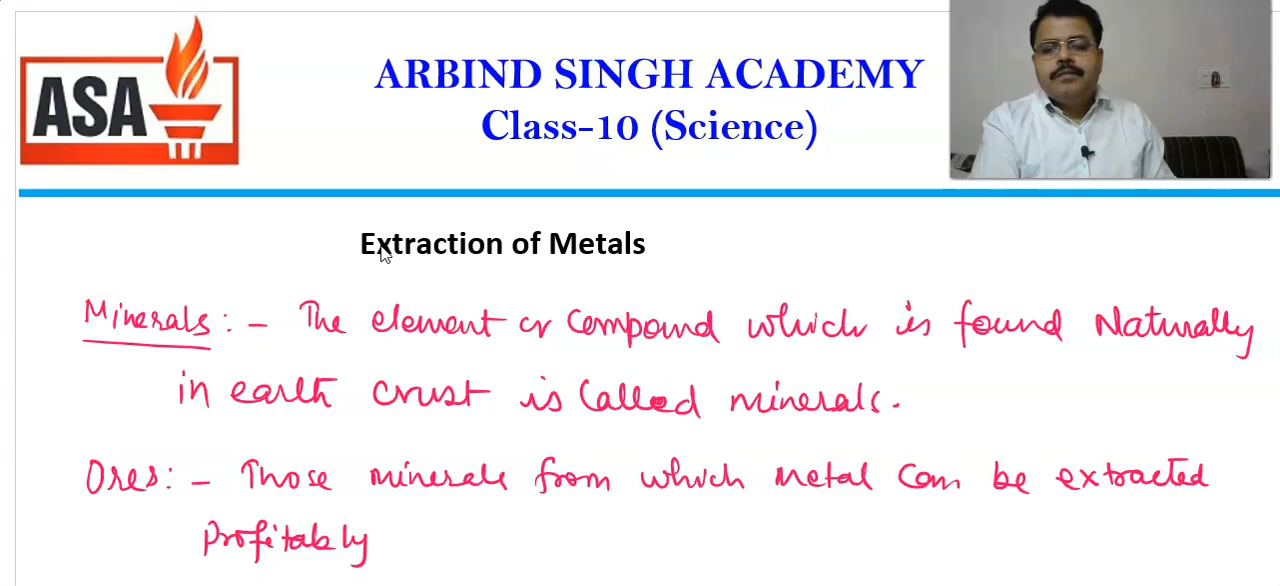 ASA
ARBIND SINGH ACADEMY
Class-10 (Science)
Extraction of Metals
Minerals : - The element or Compound which is found Naturally
in earth crust is Called minerals.
Ores : - Those minerals from which metal can be extracted
Profitably